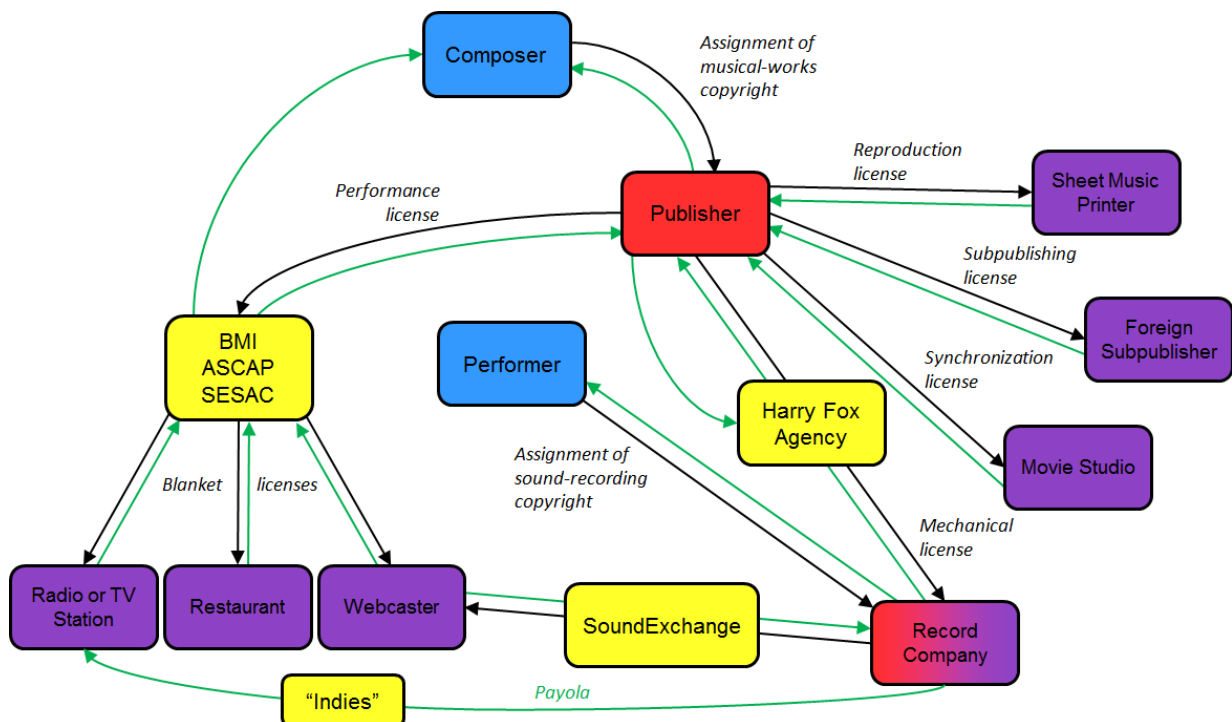 Composer
Assignment of
musical-works
copyright
Reproduction
license
Sheet Music
Printer
Performance
license
Publisher
Subpublishing
license
BMI
ASCAP
SESAC
Performer
Foreign
Subpublisher
Synchronization
license
Harry Fox
Agency
Assignment of
sound-recording
copyright
Movie Studio
Blanket
licenses
Mechanical
license
Radio or TV
Station
Restaurant
Webcaster
SoundExchange
Record
Company
"Indies"
Payola